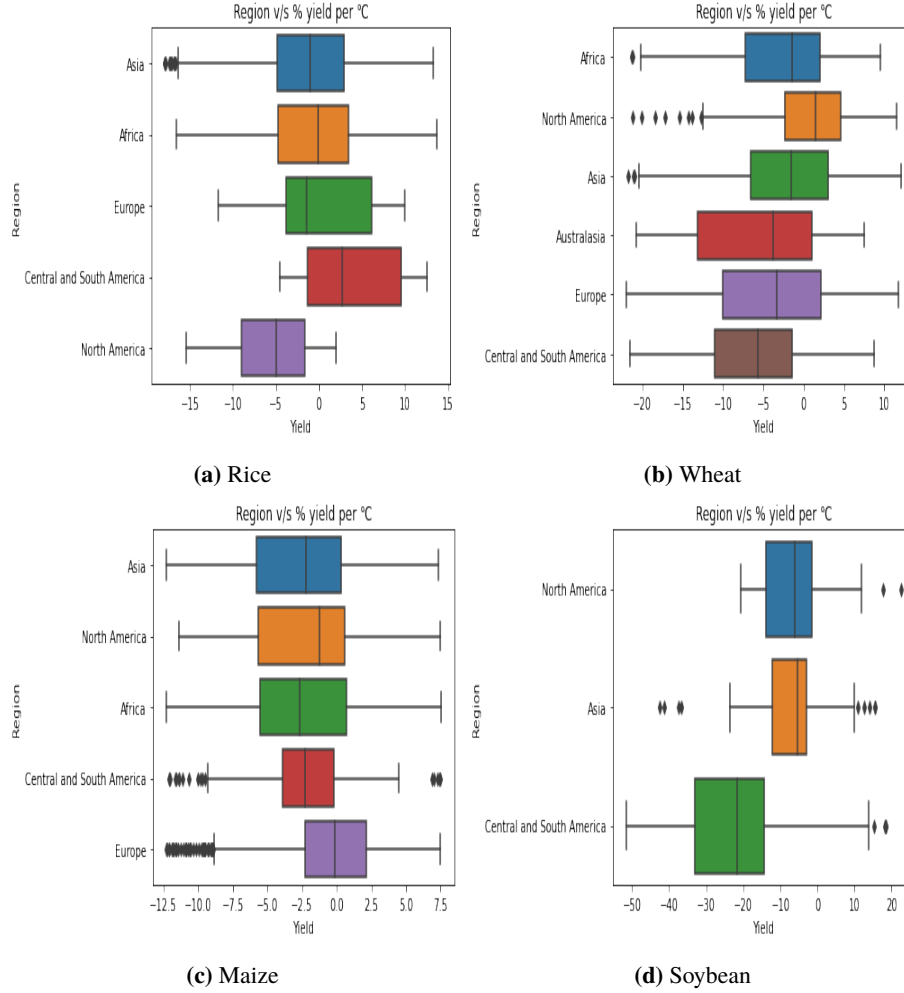 Region v/s % yield per °C
Asia
Africa
Europe
Central and South America
North America
Region
−15 −10 −5 0 5 10 15
Yield
(a) Rice
Region v/s % yield per °C
Africa
North America
Asia
Australasia
Europe
Central and South America
Region
−20 −15 −10 −5 0 5 10
Yield
(b) Wheat
Region v/s % yield per °C
Asia
North America
Africa
Central and South America
Europe
Region
−12.5 −10.0 −7.5 −5.0 −2.5 0.0 2.5 5.0 7.5
Yield
(c) Maize
Region v/s % yield per °C
North America
Asia
Central and South America
Region
−50 −40 −30 −20 −10 0 10 20
Yield
(d) Soybean